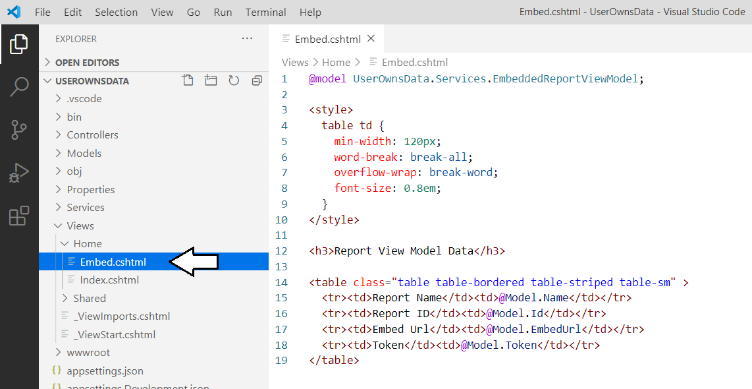 File Edit Selection View Go Run Terminal Help Embed.cshtml - UserOwnsData - Visual Studio Code
EXPLORER ···
OPEN EDITORS
USEROWNSDATA
.vscode
bin
Controllers
Models
obj
Properties
Services
Views
Home
Embed.cshtml
Index.cshtml
Shared
_ViewImports.cshtml
_ViewStart.cshtml
wwwroot
{} appsettings.json
{} appsettings.Development.json
Embed.cshtml ×
Views > Home > Embed.cshtml
1 @model UserOwnsData.Services.EmbeddedReportViewModel;
2
3 <style>
4 table td {
5 min-width: 120px;
6 word-break: break-all;
7 overflow-wrap: break-word;
8 font-size: 0.8em;
9 }
10 </style>
11
12 <h3>Report View Model Data</h3>
13
14 <table class="table table-bordered table-striped table-sm" >
15 <tr><td>Report Name</td><td>@Model.Name</td></tr>
16 <tr><td>Report ID</td><td>@Model.Id</td></tr>
17 <tr><td>Embed Url</td><td>@Model.EmbedUrl</td></tr>
18 <tr><td>Token</td><td>@Model.Token</td></tr>
19 </table>